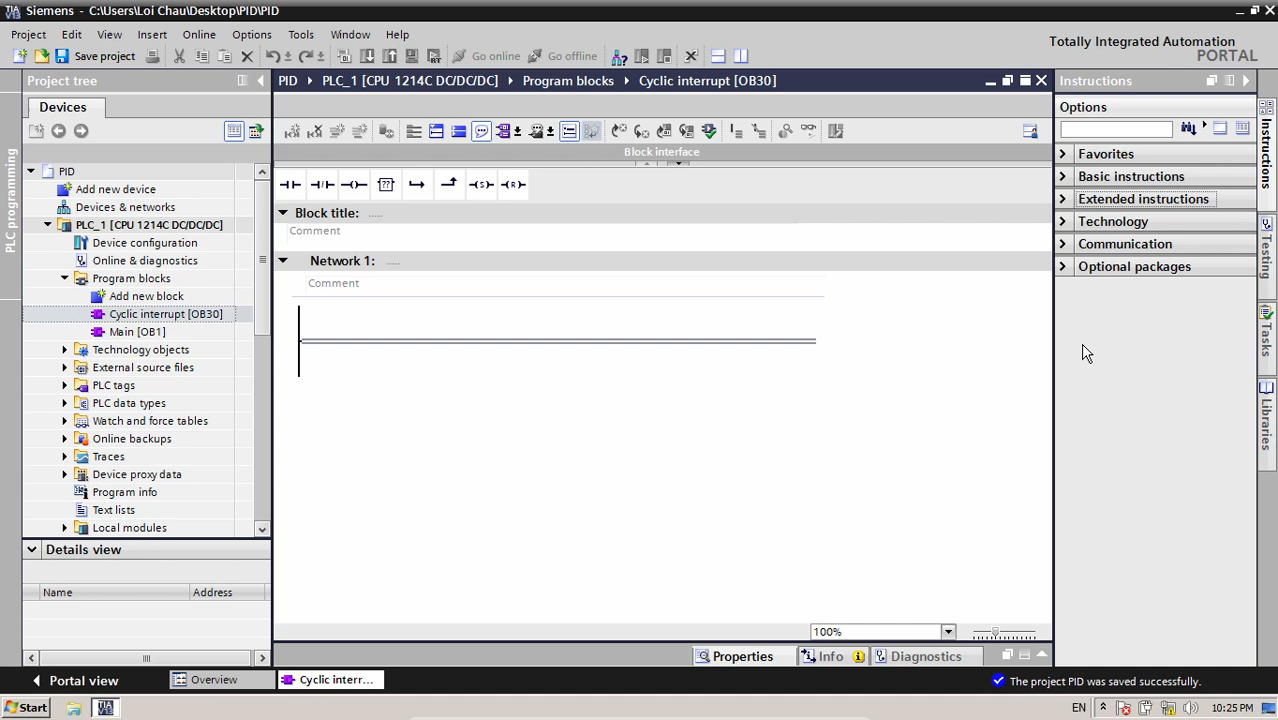 Siemens - C:\Users\Loi Chau\Desktop\PID\PID
Project Edit View Insert Online Options Tools Window Help
Totally Integrated Automation
PORTAL
Save project
Go online
Go offline
Project tree
PID PLC_1 [CPU 1214C DC/DC/DC] Program blocks Cyclic interrupt [OB30]
Instructions
Devices
Options
Block interface
PLC programming
PID
Add new device
Devices & networks
PLC_1 [CPU 1214C DC/DC/DC]
Device configuration
Online & diagnostics
Program blocks
Add new block
Cyclic interrupt [OB30]
Main [OB1]
Technology objects
External source files
PLC tags
PLC data types
Watch and force tables
Online backups
Traces
Device proxy data
Program info
Text lists
Local modules
Details view
Name Address
Block title: .....
Comment
Network 1: .....
Comment
100%
Properties
Info
Diagnostics
Favorites
Basic instructions
Extended instructions
Technology
Communication
Optional packages
Instructions
Testing
Tasks
Libraries
Portal view
Overview
Cyclic interr...
The project PID was saved successfully.
Start
EN
10:25 PM